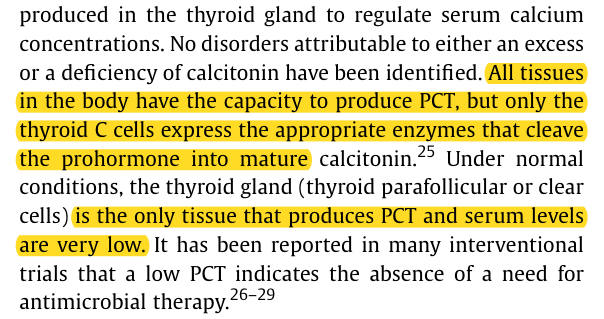 produced in the thyroid gland to regulate serum calcium
concentrations. No disorders attributable to either an excess
or a deficiency of calcitonin have been identified. All tissues
in the body have the capacity to produce PCT, but only the
thyroid C cells express the appropriate enzymes that cleave
the prohormone into mature calcitonin.25 Under normal
conditions, the thyroid gland (thyroid parafollicular or clear
cells) is the only tissue that produces PCT and serum levels
are very low. It has been reported in many interventional
trials that a low PCT indicates the absence of a need for
antimicrobial therapy.26–29